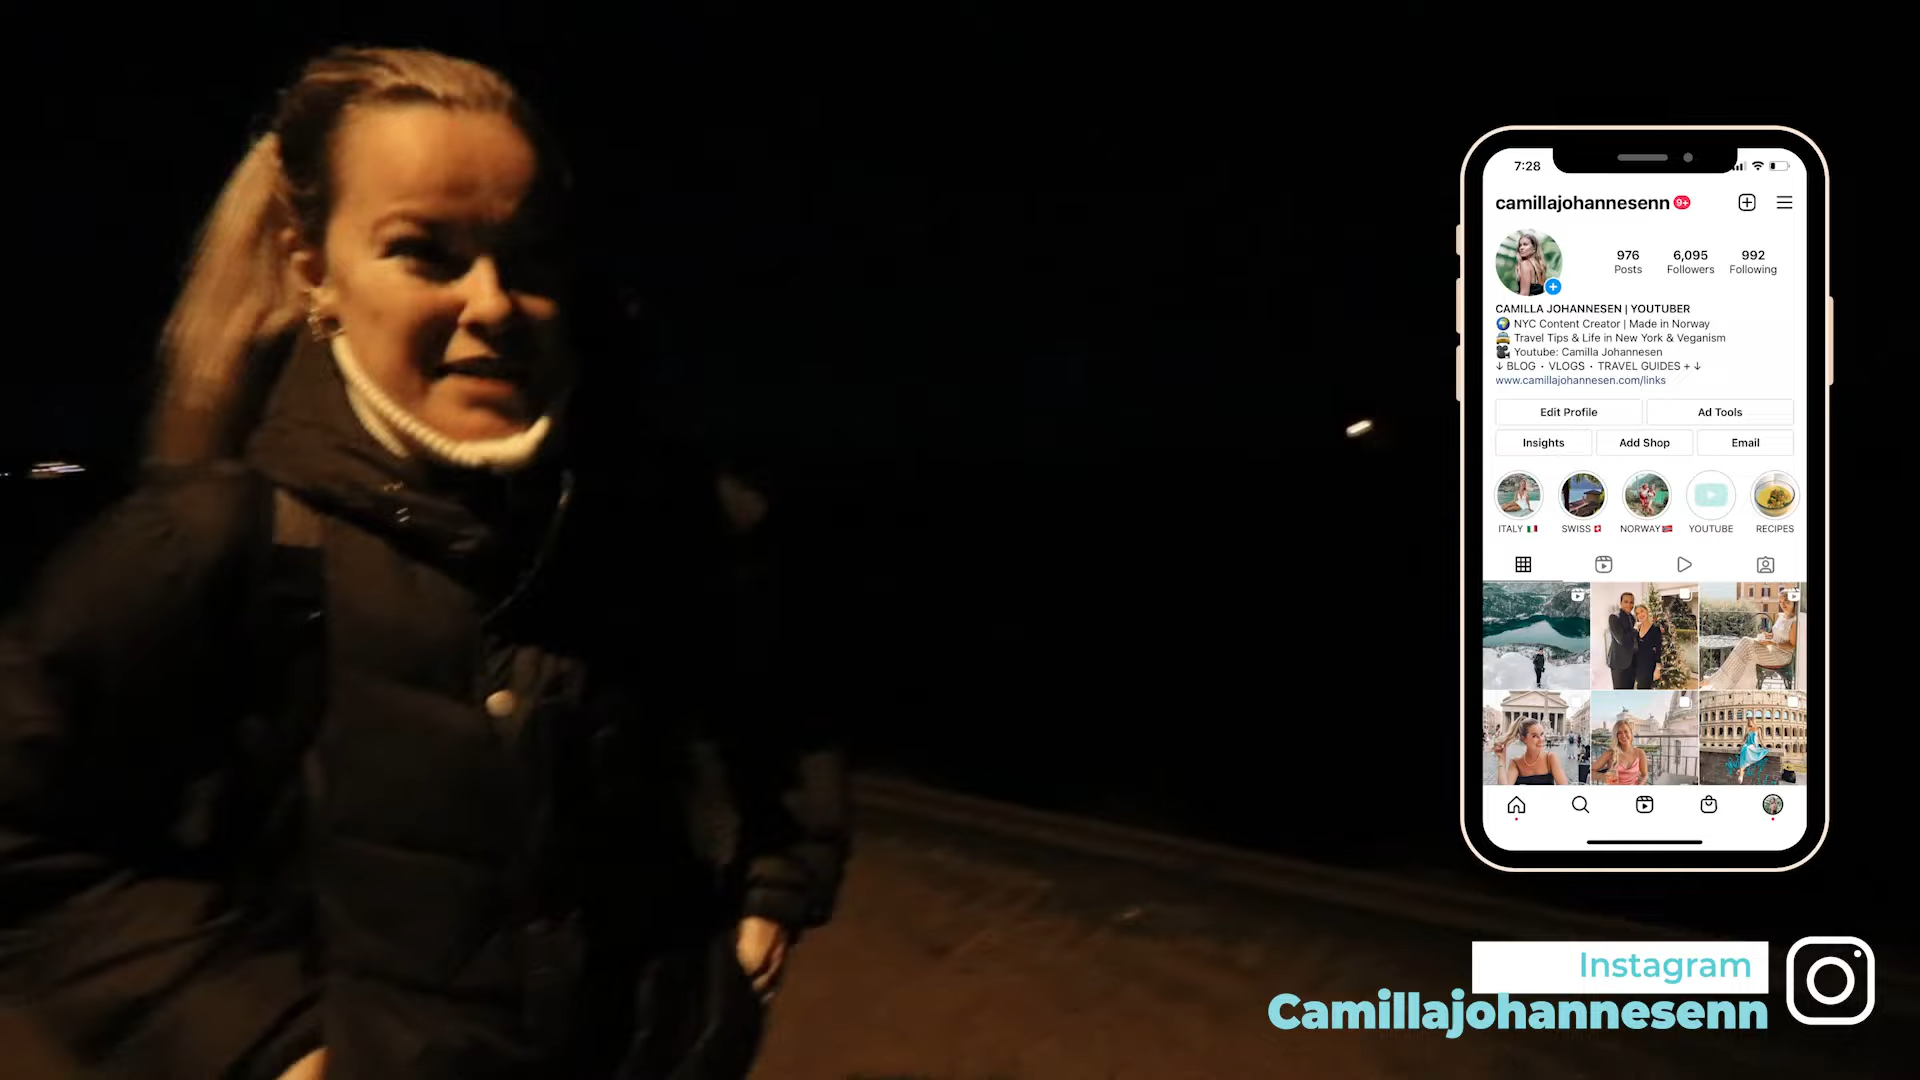 7:28
camillajohannesenn 9+
976 6,095 992
Posts Followers Following
CAMILLA JOHANNESEN | YOUTUBER
NYC Content Creator | Made in Norway
Travel Tips & Life in New York & Veganism
Youtube: Camilla Johannesen
↓ BLOG • VLOGS • TRAVEL GUIDES + ↓
www.camillajohannesen.com/links
Edit Profile Ad Tools
Insights Add Shop Email
ITALY SWISS NORWAY YOUTUBE RECIPES
Instagram
Camillajohannesenn